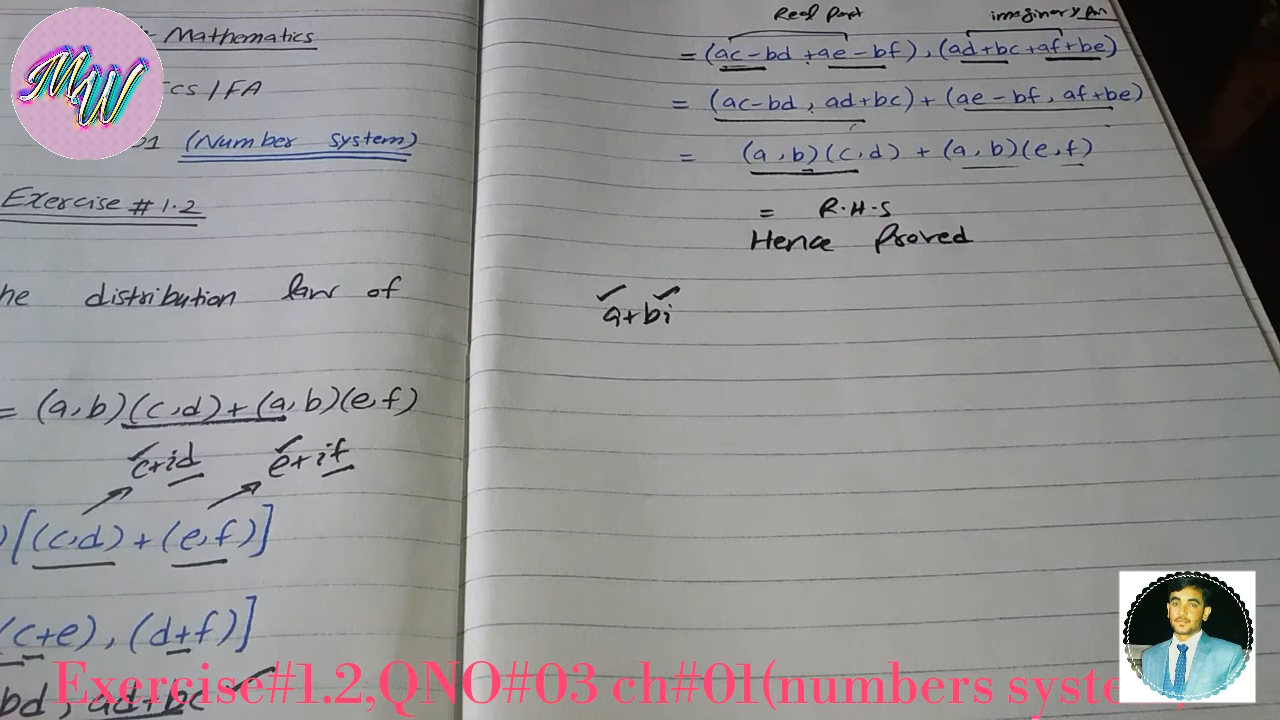 MW
Mathematics
CS / FA
01 (Number system)
Exercise # 1.2
he distribution law of
= (a,b)(c,d)+(a,b)(e,f)
c+id e+if
)[(c,d)+(e,f)]
(c+e),(d+f)]
bd, ad+bc
Real Part imaginary
=(ac-bd+ae-bf),(ad+bc+af+be)
= (ac-bd, ad+bc)+(ae-bf, af+be)
= (a,b)(c,d)+(a,b)(e,f)
= R.H.S
Hence Proved
a+bi
Exercise#1.2,QNO#03 ch#01(numbers syste